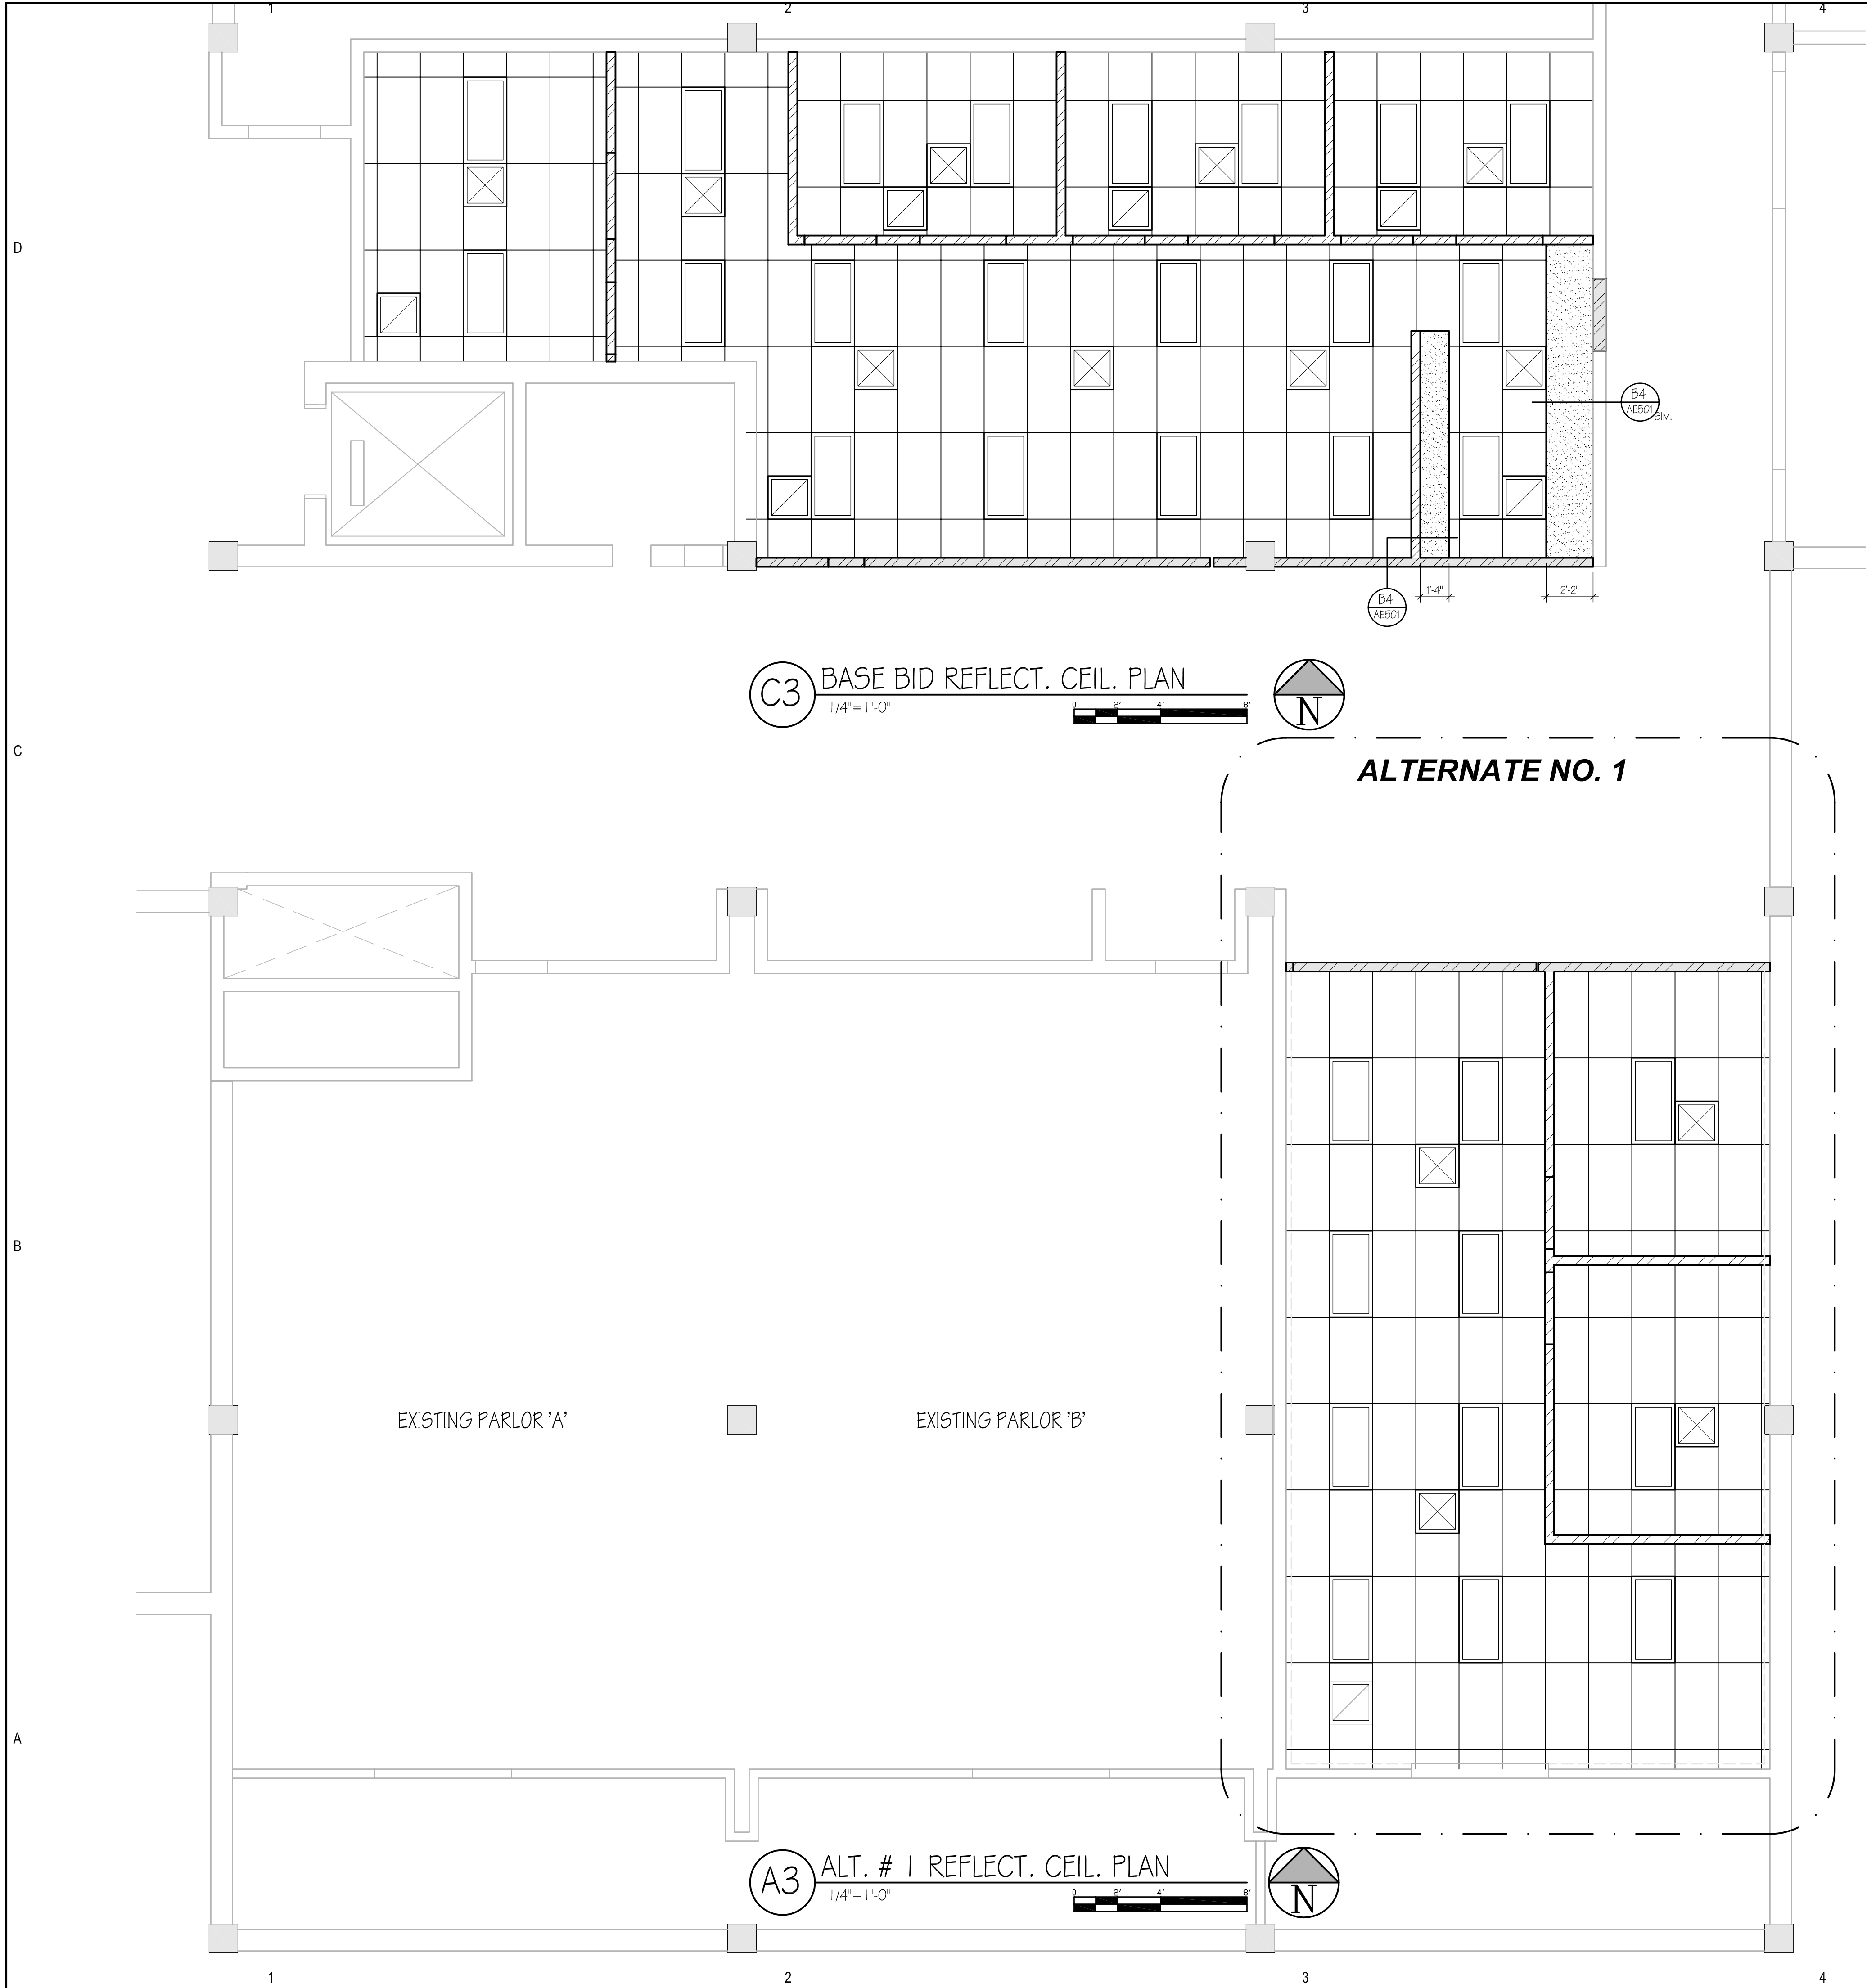 1 2 3 4
D
B4
AE501
SIM.
1'-4" 2'-2"
B4
AE501
C3 BASE BID REFLECT. CEIL. PLAN
1/4"= 1'-0"
0 2' 4' 8'
N
C
ALTERNATE NO. 1
B
EXISTING PARLOR 'A' EXISTING PARLOR 'B'
A
A3 ALT. # 1 REFLECT. CEIL. PLAN
1/4"= 1'-0"
0 2' 4' 8'
N
1 2 3 4